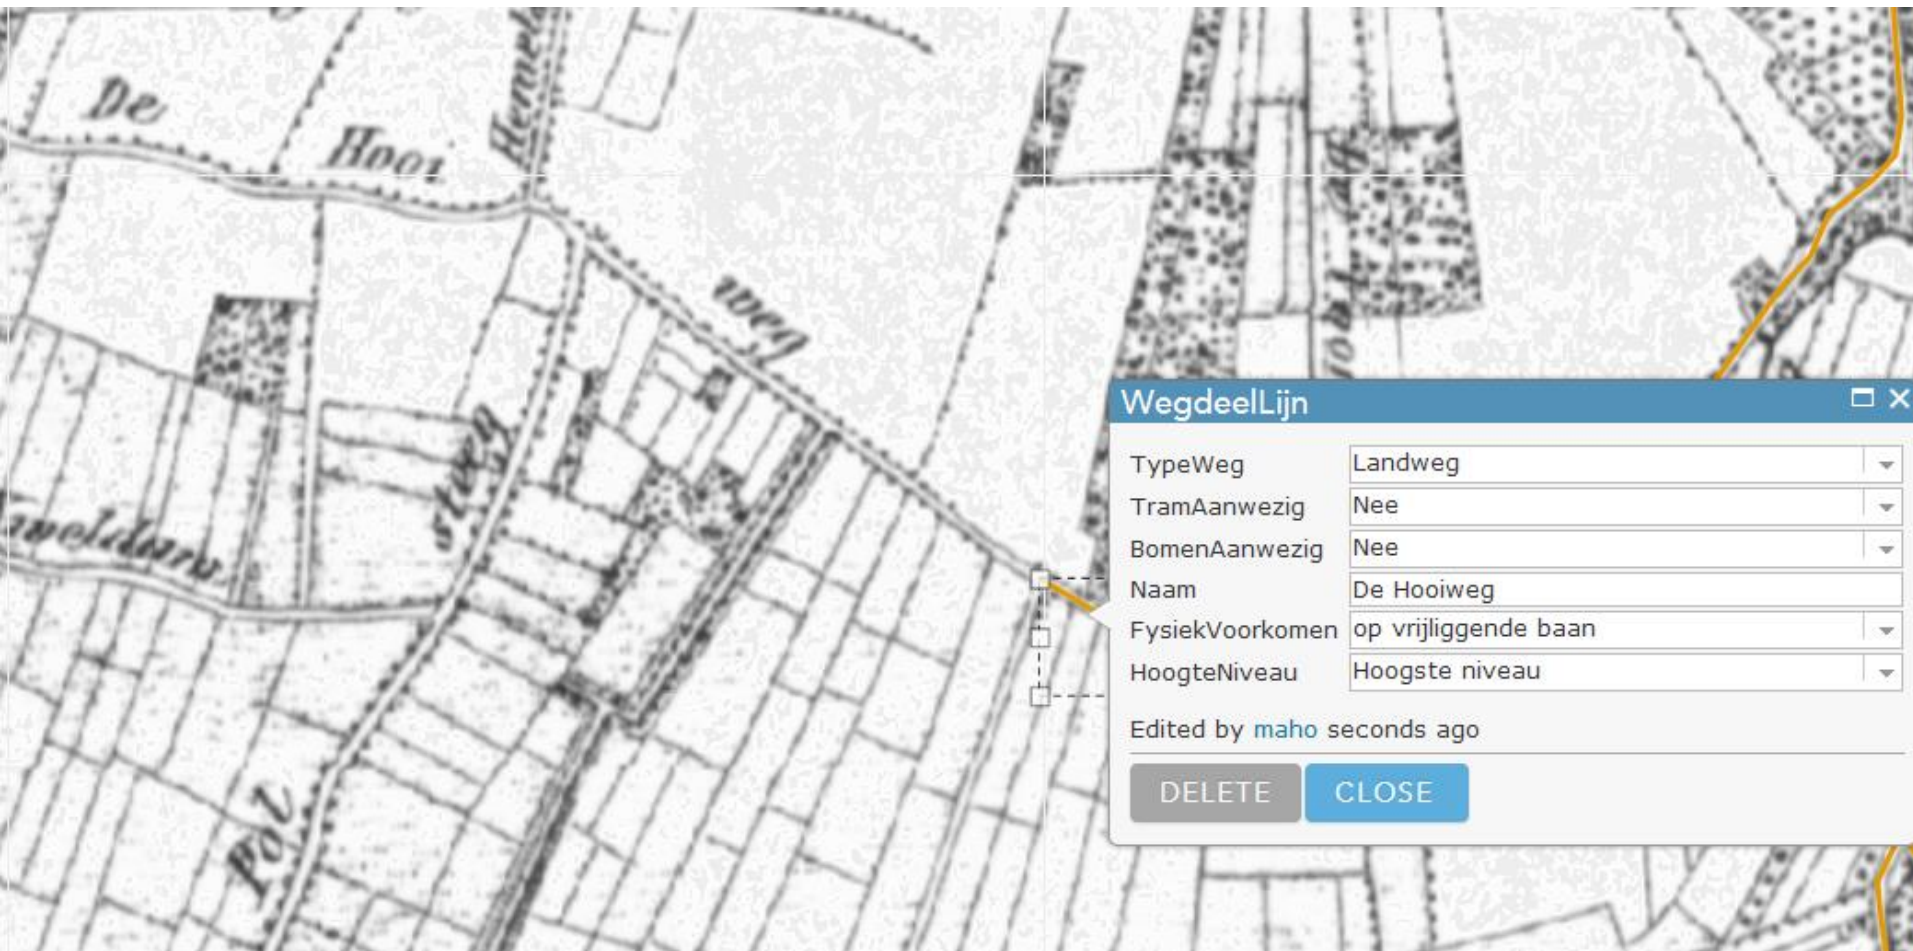 De
Hooi
weg
steeg
Pol
WegdeelLijn
TypeWeg Landweg
TramAanwezig Nee
BomenAanwezig Nee
Naam De Hooiweg
FysiekVoorkomen op vrijliggende baan
HoogteNiveau Hoogste niveau
Edited by maho seconds ago
DELETE CLOSE